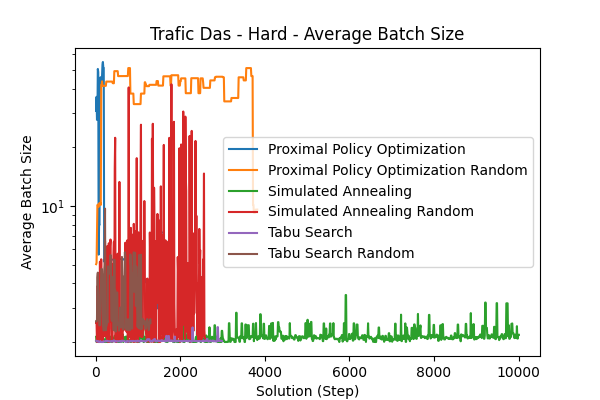 Trafic Das - Hard - Average Batch Size
Average Batch Size
10¹
Proximal Policy Optimization
Proximal Policy Optimization Random
Simulated Annealing
Simulated Annealing Random
Tabu Search
Tabu Search Random
0 2000 4000 6000 8000 10000
Solution (Step)